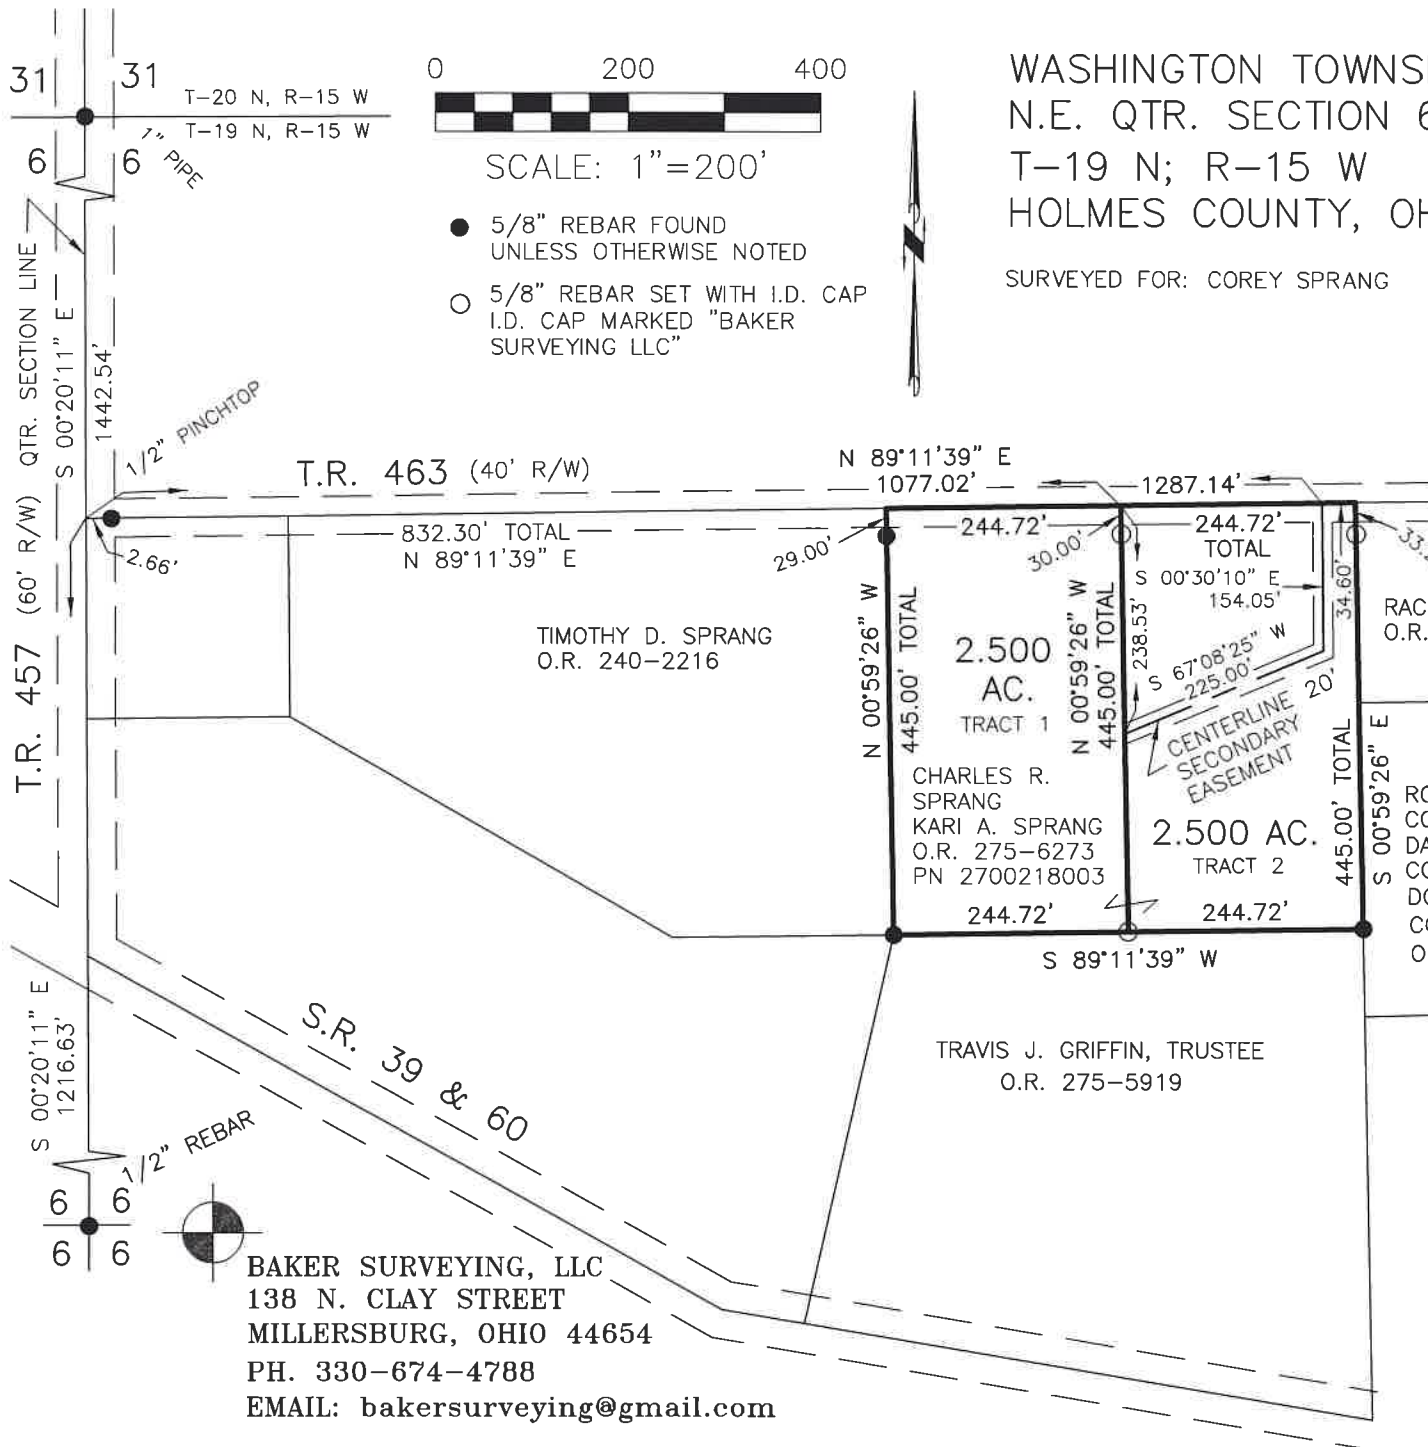 31
31
T-20 N, R-15 W
T-19 N, R-15 W
6
6
1" PIPE
0 200 400
SCALE: 1"=200'
5/8" REBAR FOUND
UNLESS OTHERWISE NOTED
5/8" REBAR SET WITH I.D. CAP
I.D. CAP MARKED "BAKER
SURVEYING LLC"
WASHINGTON TOWNS
N.E. QTR. SECTION 6
T-19 N; R-15 W
HOLMES COUNTY, OH
SURVEYED FOR: COREY SPRANG
QTR. SECTION LINE
S 00°20'11" E
1442.54'
1/2" PINCHTOP
T.R. 457 (60' R/W)
T.R. 463 (40' R/W)
N 89°11'39" E
1077.02'
1287.14'
832.30' TOTAL
N 89°11'39" E
2.66'
29.00'
244.72'
30.00'
244.72'
TOTAL
33.
S 00°30'10" E
154.05'
34.60'
238.53'
S 67°08'25" W
225.00'
20'
CENTERLINE
SECONDARY
EASEMENT
TIMOTHY D. SPRANG
O.R. 240-2216
N 00°59'26" W
445.00' TOTAL
2.500
AC.
TRACT 1
N 00°59'26" W
445.00' TOTAL
CHARLES R.
SPRANG
KARI A. SPRANG
O.R. 275-6273
PN 2700218003
2.500 AC.
TRACT 2
445.00' TOTAL
S 00°59'26" E
RAC
O.R.
RO
CO
DA
CO
DO
CO
O
244.72'
244.72'
S 89°11'39" W
TRAVIS J. GRIFFIN, TRUSTEE
O.R. 275-5919
S.R. 39 & 60
S 00°20'11" E
1216.63'
1/2" REBAR
6
6
6
6
BAKER SURVEYING, LLC
138 N. CLAY STREET
MILLERSBURG, OHIO 44654
PH. 330-674-4788
EMAIL: bakersurveying@gmail.com